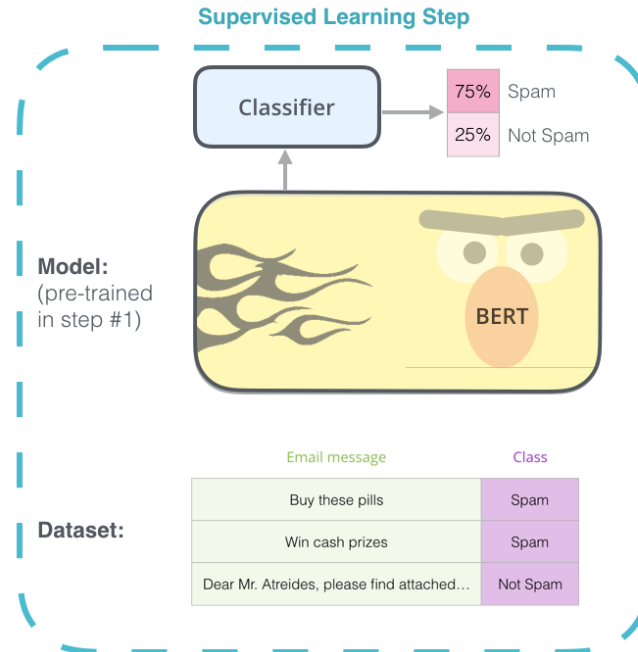 Supervised Learning Step
Classifier
75% Spam
25% Not Spam
Model:
(pre-trained
in step #1)
BERT
Email message Class
Dataset:
Buy these pills Spam
Win cash prizes Spam
Dear Mr. Atreides, please find attached… Not Spam